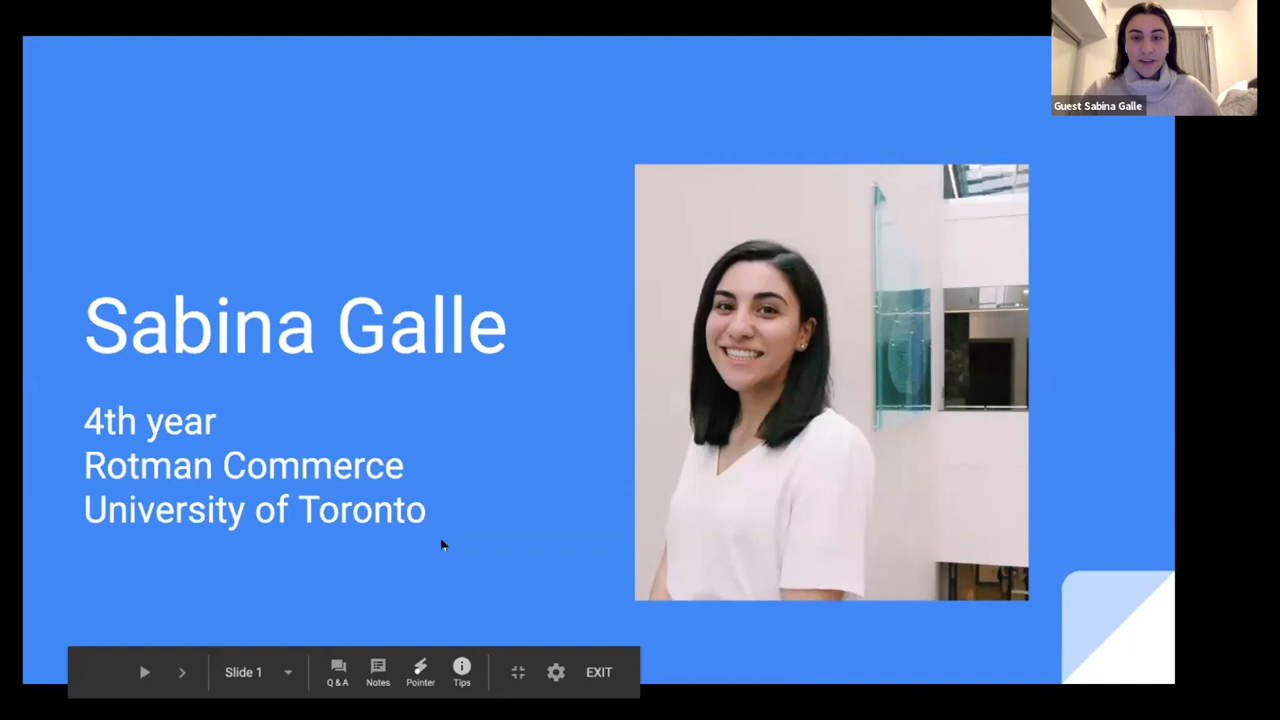 Guest Sabina Galle
Sabina Galle
4th year
Rotman Commerce
University of Toronto
Slide 1
Q & A
Notes
Pointer
Tips
EXIT